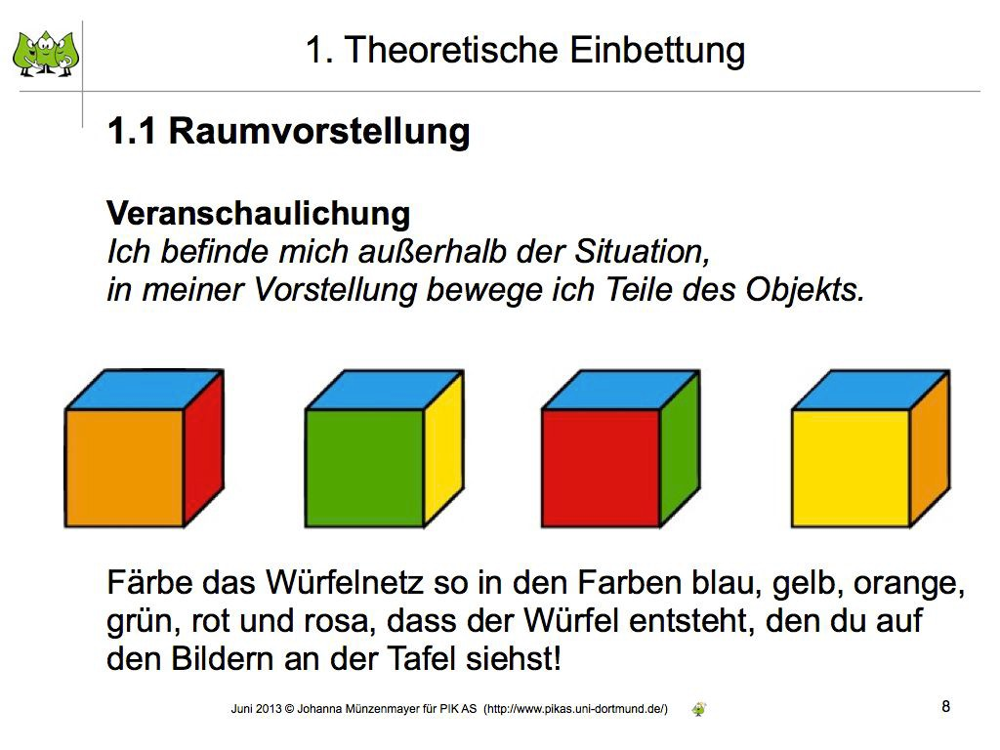 1. Theoretische Einbettung
1.1 Raumvorstellung
Veranschaulichung
Ich befinde mich außerhalb der Situation,
in meiner Vorstellung bewege ich Teile des Objekts.
Färbe das Würfelnetz so in den Farben blau, gelb, orange,
grün, rot und rosa, dass der Würfel entsteht, den du auf
den Bildern an der Tafel siehst!
Juni 2013 © Johanna Münzenmayer für PIK AS (http://www.pikas.uni-dortmund.de/)
8